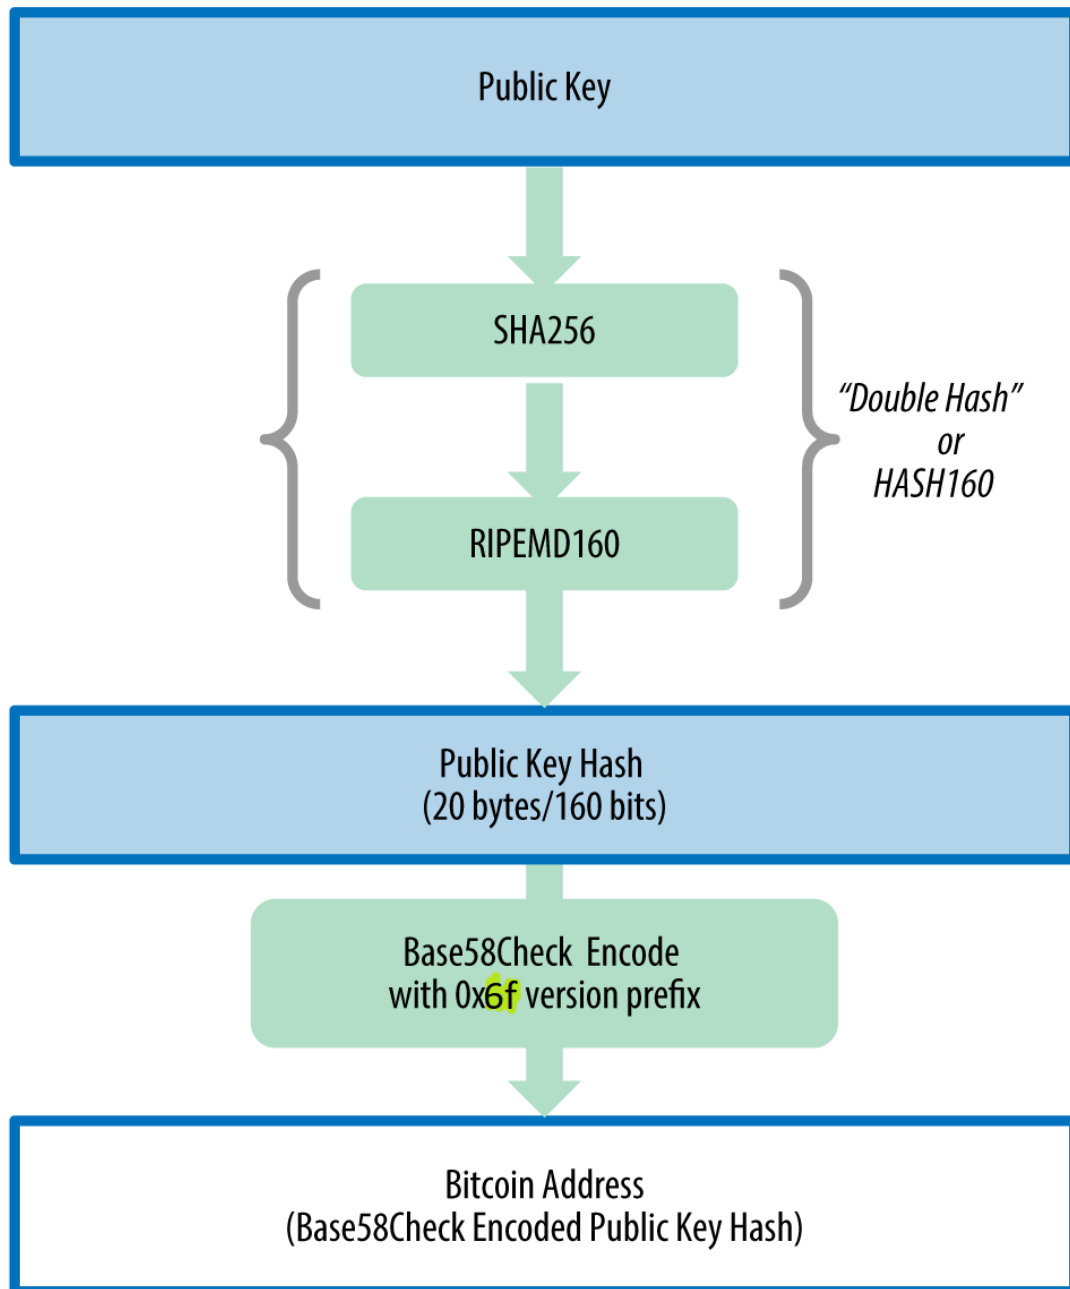 Public Key
SHA256
RIPEMD160
“Double Hash”
or
HASH160
Public Key Hash
(20 bytes/160 bits)
Base58Check Encode
with 0x6f version prefix
Bitcoin Address
(Base58Check Encoded Public Key Hash)